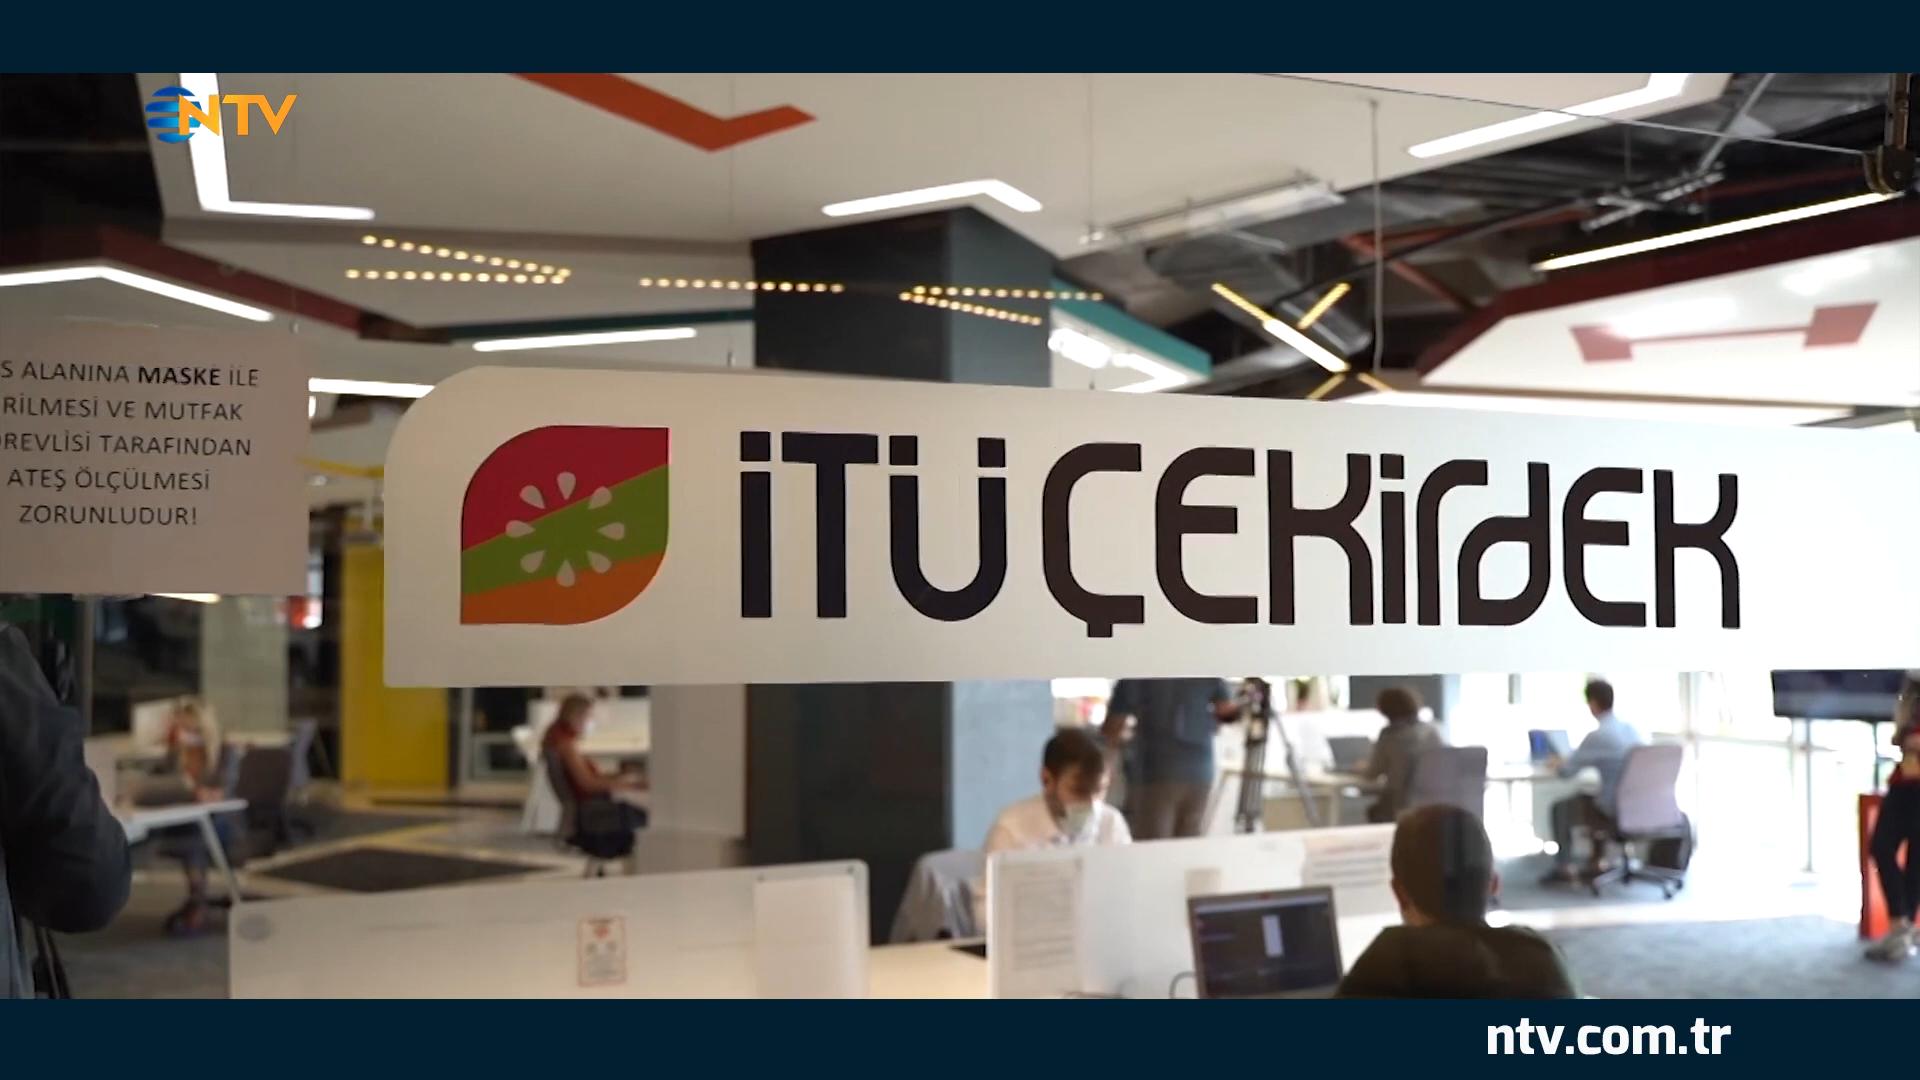 NTV
S ALANINA MASKE İLE
RİLMESİ VE MUTFAK
REVLİSİ TARAFINDAN
ATEŞ ÖLÇÜLMESİ
ZORUNLUDUR!
İTÜ ÇEKİRDEK
ntv.com.tr